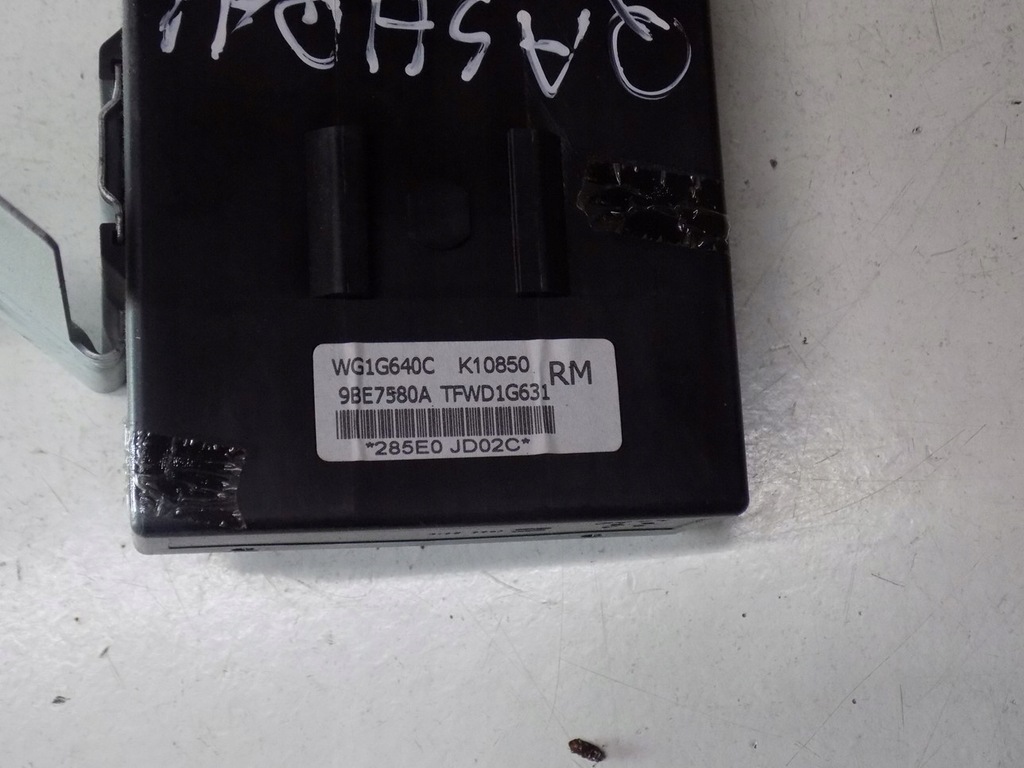 QASHQAI
WG1G640C K10850 RM
9BE7580A TFWD1G631
*285E0 JD02C*